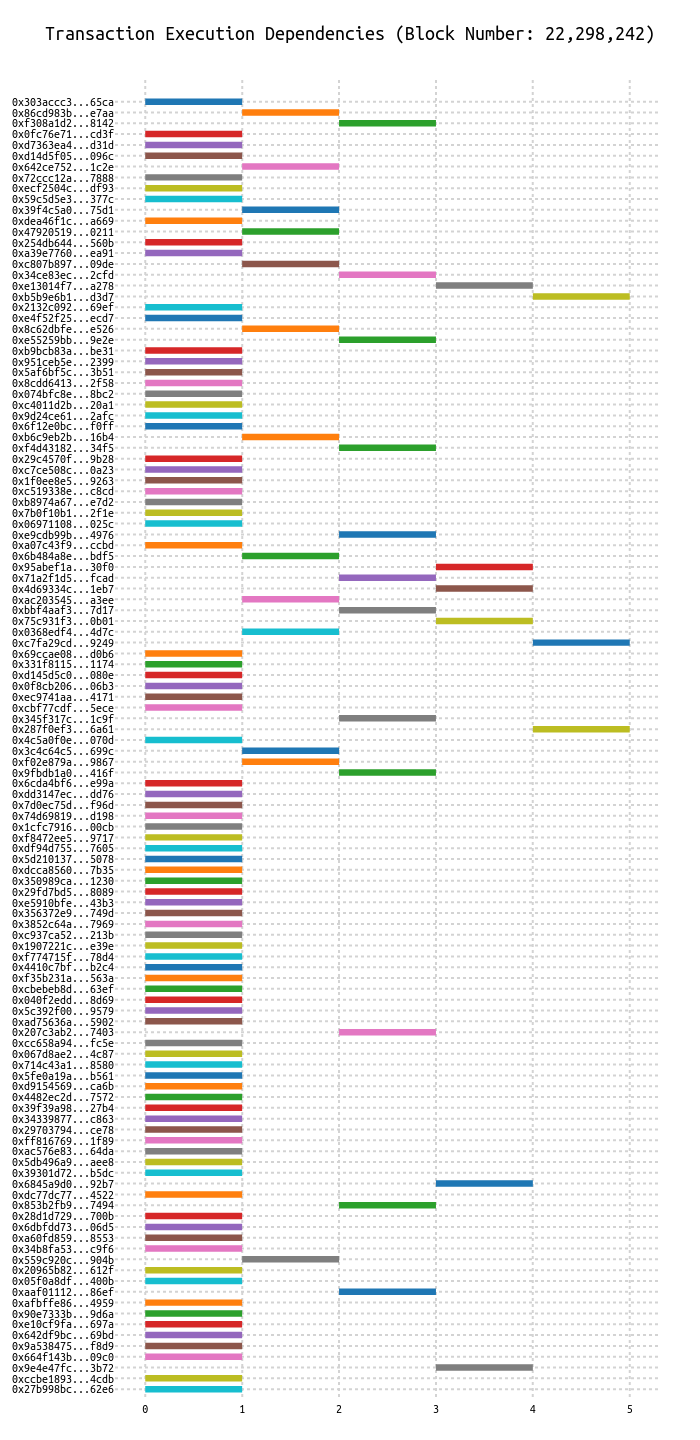 Transaction Execution Dependencies (Block Number: 22,298,242)
0x303accc3...65ca
0x86cd983b...e7aa
0xf308a1d2...8142
0x0fc76e71...cd3f
0xd7363ea4...d31d
0xd14d5f05...096c
0x642ce752...1c2e
0x72ccc12a...7888
0xecf2504c...df93
0x59c5d5e3...377c
0x39f4c5a0...75d1
0xdea46f1c...a669
0x47920519...0211
0x254db644...560b
0xa39e7760...ea91
0xc807b897...09de
0x34ce83ec...2cfd
0xe13014f7...a278
0xb5b9e6b1...d3d7
0x2132c092...69ef
0xe4f52f25...ecd7
0x8c62dbfe...e526
0xe55259bb...9e2e
0xb9bcb83a...be31
0x951ceb5e...2399
0x5af6bf5c...3b51
0x8cdd6413...2f58
0x074bfc8e...8bc2
0xc4011d2b...20a1
0x9d24ce61...2afc
0x6f12e0bc...f0ff
0xb6c9eb2b...16b4
0xf4d43182...34f5
0x29c4570f...9b28
0xc7ce508c...0a23
0x1f0ee8e5...9263
0xc519338e...c8cd
0xb8974a67...e7d2
0x7b0f10b1...2f1e
0x06971108...025c
0xe9cdb99b...4976
0xa07c43f9...ccbd
0x6b484a8e...bdf5
0x95abef1a...30f0
0x71a2f1d5...fcad
0x4d69334c...1eb7
0xac203545...a3ee
0xbbf4aaf3...7d17
0x75c931f3...0b01
0x0368edf4...4d7c
0xc7fa29cd...9249
0x69ccae08...d0b6
0x331f8115...1174
0xd145d5c0...080e
0x0f8cb206...06b3
0xec9741aa...4171
0xcbf77cdf...5ece
0x345f317c...1c9f
0x287f0ef3...6a61
0x4c5a0f0e...070d
0x3c4c64c5...699c
0xf02e879a...9867
0x9fbdb1a0...416f
0x6cda4bf6...e99a
0xdd3147ec...dd76
0x7d0ec75d...f96d
0x74d69819...d198
0x1cfc7916...00cb
0xf8472ee5...9717
0xdf94d755...7605
0x5d210137...5078
0xdcca8560...7b35
0x350989ca...1230
0x29fd7bd5...8089
0xe5910bfe...43b3
0x356372e9...749d
0x3852c64a...7969
0xc937ca52...213b
0x1907221c...e39e
0xf774715f...78d4
0x4410c7bf...b2c4
0xf35b231a...563a
0xcbebeb8d...63ef
0x040f2edd...8d69
0x5c392f00...9579
0xad75636a...5902
0x207c3ab2...7403
0xcc658a94...fc5e
0x067d8ae2...4c87
0x714c43a1...8580
0x5fe0a19a...b561
0xd9154569...ca6b
0x4482ec2d...7572
0x39f39a98...27b4
0x34339877...c863
0x29703794...ce78
0xff816769...1f89
0xac576e83...64da
0x5db496a9...aee8
0x39301d72...b5dc
0x6845a9d0...92b7
0xdc77dc77...4522
0x853b2fb9...7494
0x28d1d729...700b
0x6dbfdd73...06d5
0xa60fd859...8553
0x34b8fa53...c9f6
0x559c920c...904b
0x20965b82...612f
0x05f0a8df...400b
0xaaf01112...86ef
0xafbffe86...4959
0x90e7333b...9d6a
0xe10cf9fa...697a
0x642df9bc...69bd
0x9a538475...f8d9
0x664f143b...09c0
0x9e4e47fc...3b72
0xccbe1893...4cdb
0x27b998bc...62e6
0 1 2 3 4 5